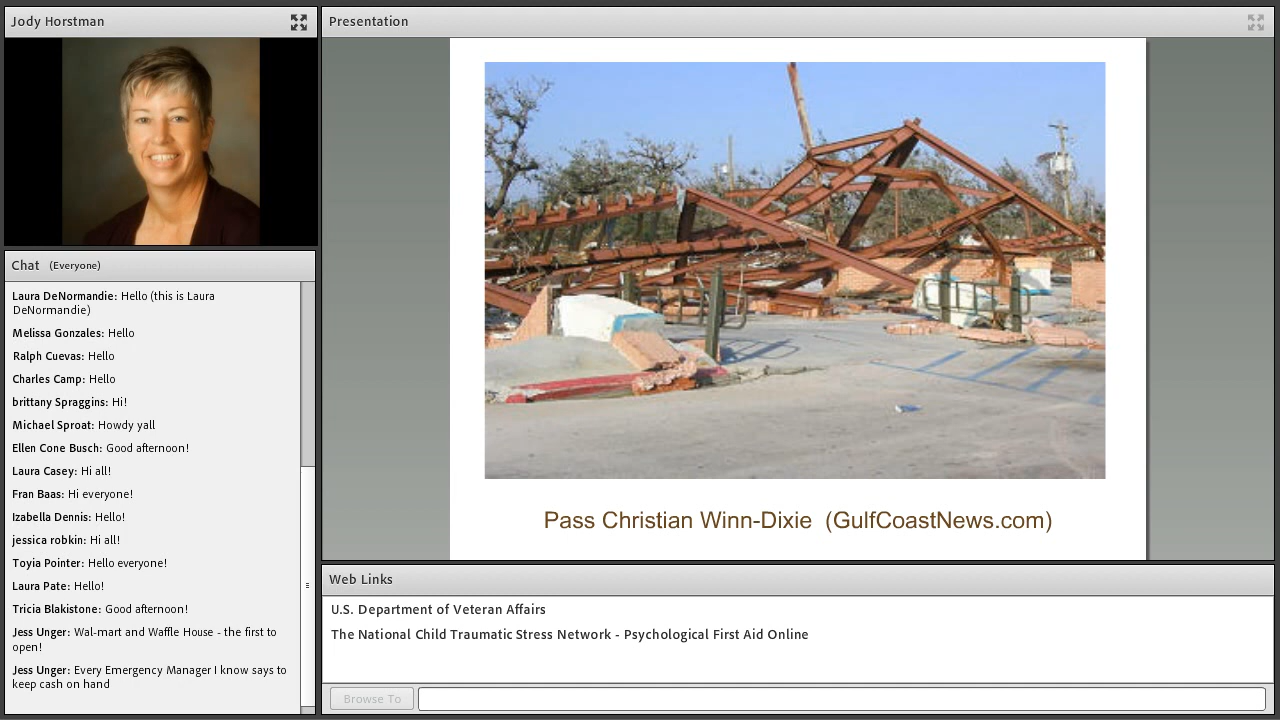 Jody Horstman
Presentation
Pass Christian Winn-Dixie (GulfCoastNews.com)
Chat (Everyone)
Laura DeNormandie: Hello (this is Laura
DeNormandie)
Melissa Gonzales: Hello
Ralph Cuevas: Hello
Charles Camp: Hello
brittany Spraggins: Hi!
Michael Sproat: Howdy yall
Ellen Cone Busch: Good afternoon!
Laura Casey: Hi all!
Fran Baas: Hi everyone!
Izabella Dennis: Hello!
jessica robkin: Hi all!
Toyia Pointer: Hello everyone!
Laura Pate: Hello!
Tricia Blakistone: Good afternoon!
Jess Unger: Wal-mart and Waffle House - the first to
open!
Jess Unger: Every Emergency Manager I know says to
keep cash on hand
Web Links
U.S. Department of Veteran Affairs
The National Child Traumatic Stress Network - Psychological First Aid Online
Browse To